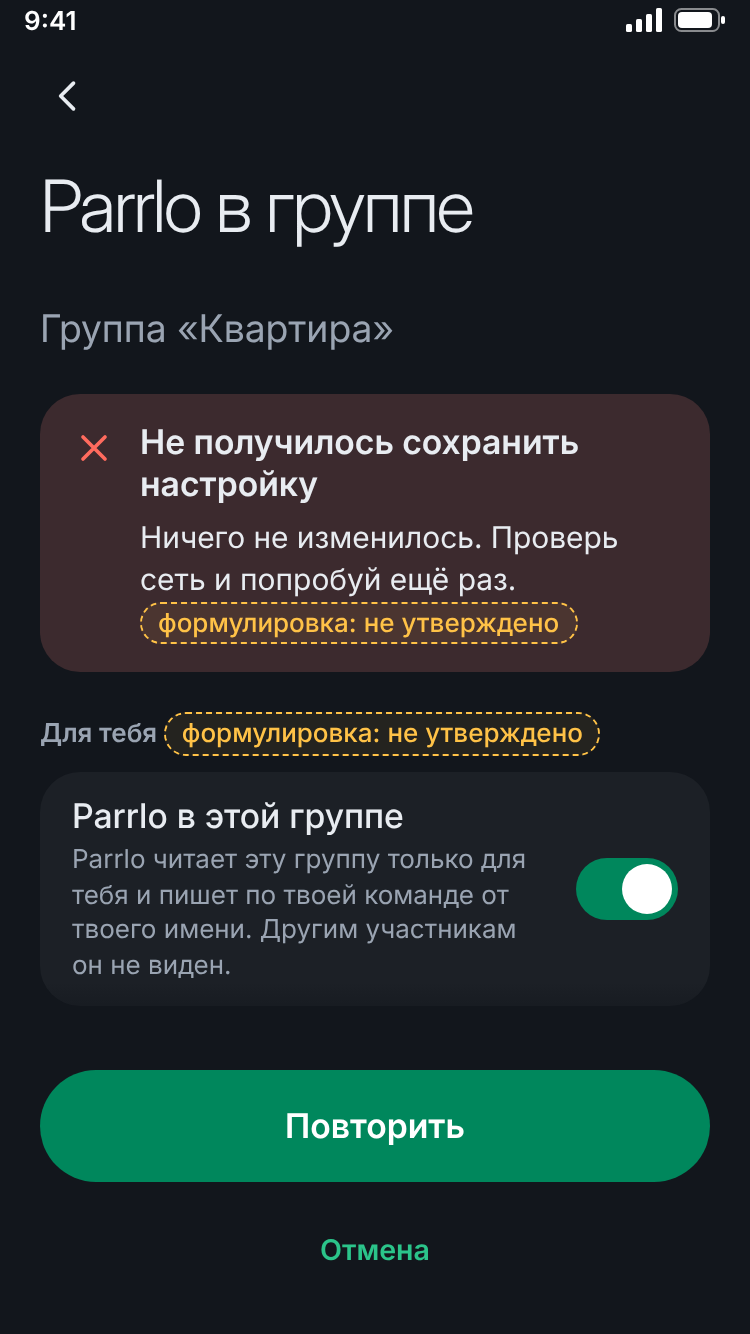 9:41
Parrlo в группе
Группа «Квартира»
Не получилось сохранить
настройку
Ничего не изменилось. Проверь
сеть и попробуй ещё раз.
формулировка: не утверждено
Для тебя формулировка: не утверждено
Parrlo в этой группе
Parrlo читает эту группу только для
тебя и пишет по твоей команде от
твоего имени. Другим участникам
он не виден.
Повторить
Отмена